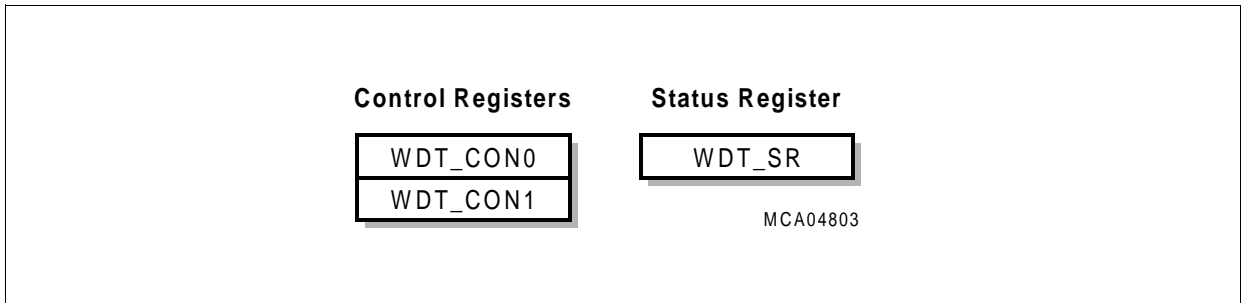 Control Registers
Status Register
WDT_CON0
WDT_SR
WDT_CON1
MCA04803